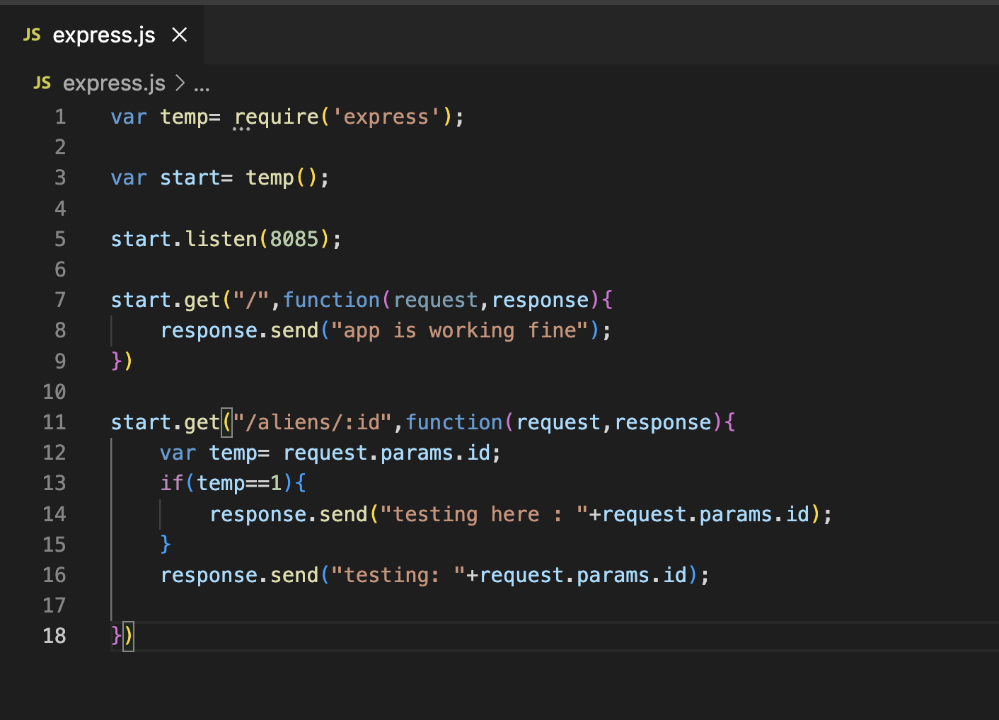 JS express.js ×
JS express.js > ...
1 var temp= require('express');
2
3 var start= temp();
4
5 start.listen(8085);
6
7 start.get("/",function(request,response){
8     response.send("app is working fine");
9 })
10
11 start.get("/aliens/:id",function(request,response){
12     var temp= request.params.id;
13     if(temp==1){
14         response.send("testing here : "+request.params.id);
15     }
16     response.send("testing: "+request.params.id);
17
18 })